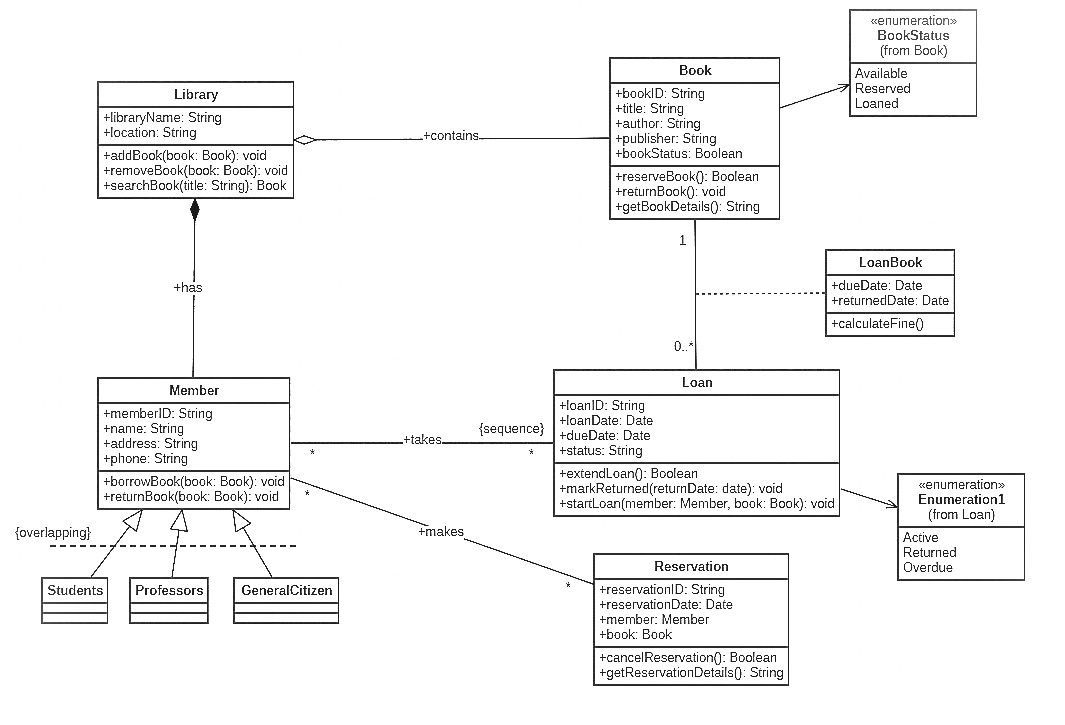 «enumeration»
BookStatus
(from Book)
Available
Reserved
Loaned
Book
+bookID: String
+title: String
+author: String
+publisher: String
+bookStatus: Boolean
+reserveBook(): Boolean
+returnBook(): void
+getBookDetails(): String
Library
+libraryName: String
+location: String
+addBook(book: Book): void
+removeBook(book: Book): void
+searchBook(title: String): Book
+contains
1
LoanBook
+dueDate: Date
+returnedDate: Date
+calculateFine()
+has
0..*
Member
+memberID: String
+name: String
+address: String
+phone: String
+borrowBook(book: Book): void
+returnBook(book: Book): void
+takes
{sequence}
*
*
Loan
+loanID: String
+loanDate: Date
+dueDate: Date
+status: String
+extendLoan(): Boolean
+markReturned(returnDate: date): void
+startLoan(member: Member, book: Book): void
«enumeration»
Enumeration1
(from Loan)
Active
Returned
Overdue
*
+makes
*
{overlapping}
Students
Professors
GeneralCitizen
Reservation
+reservationID: String
+reservationDate: Date
+member: Member
+book: Book
+cancelReservation(): Boolean
+getReservationDetails(): String